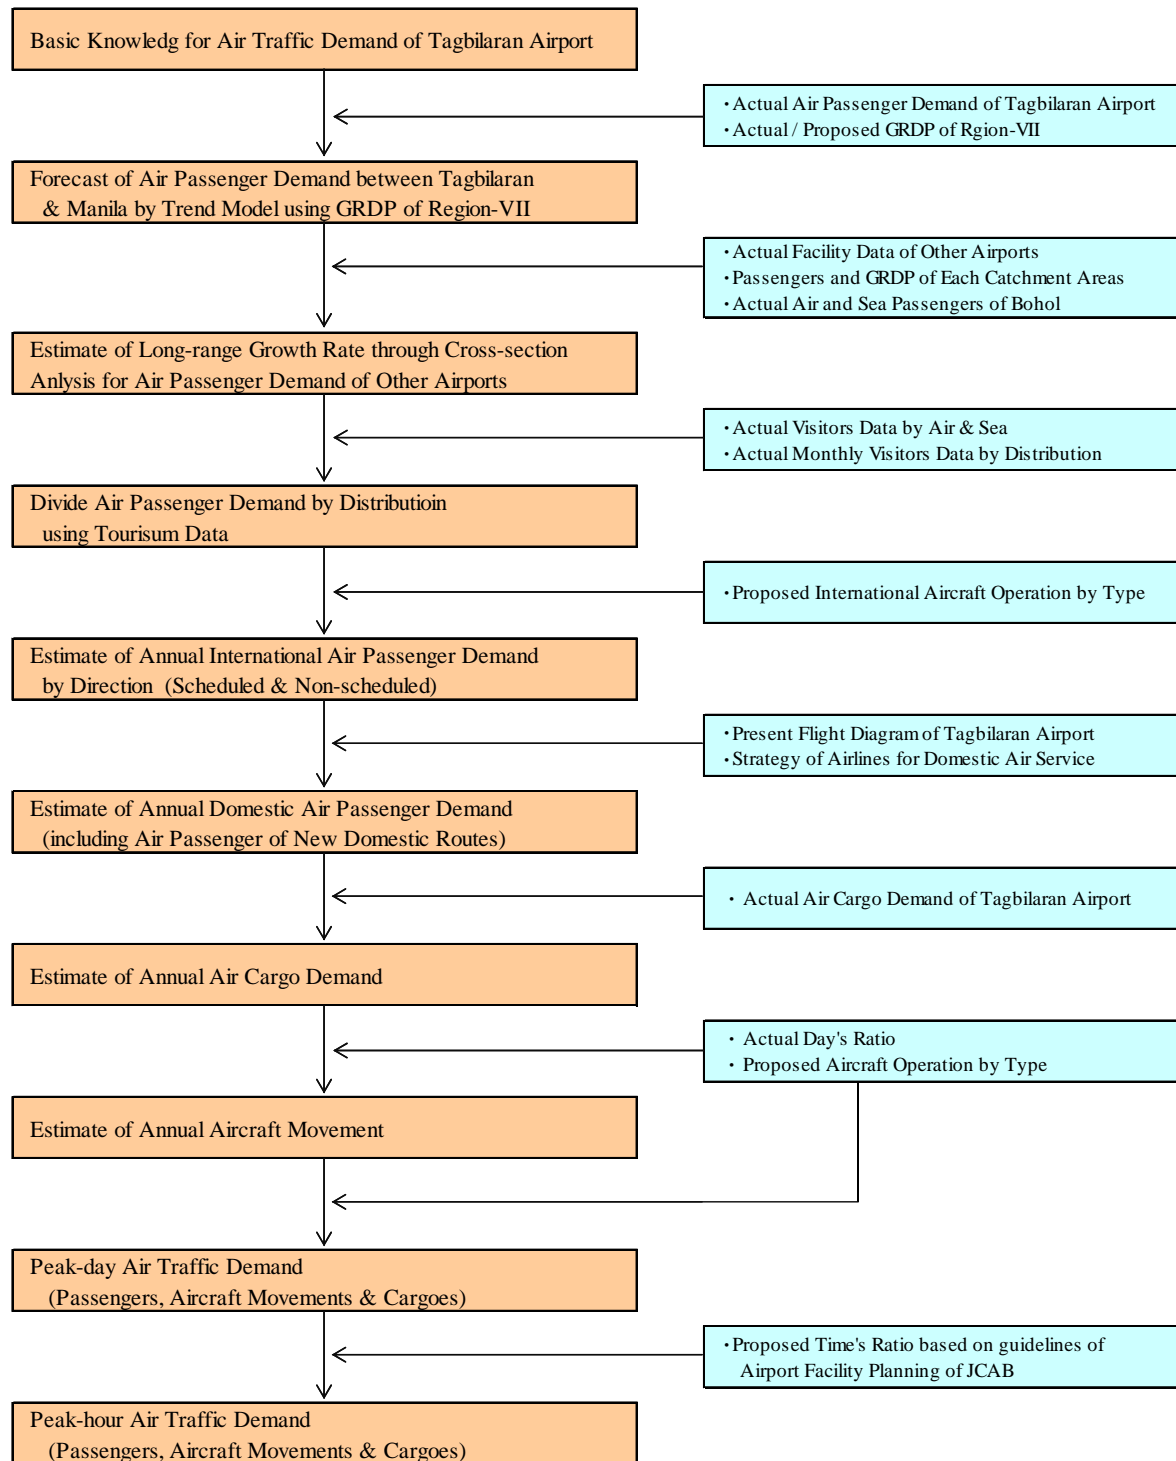 Basic Knowledg for Air Traffic Demand of Tagbilaran Airport
・Actual Air Passenger Demand of Tagbilaran Airport
・Actual / Proposed GRDP of Rgion-VII
Forecast of Air Passenger Demand between Tagbilaran
& Manila by Trend Model using GRDP of Region-VII
・Actual Facility Data of Other Airports
・Passengers and GRDP of Each Catchment Areas
・Actual Air and Sea Passengers of Bohol
Estimate of Long-range Growth Rate through Cross-section
Anlysis for Air Passenger Demand of Other Airports
・Actual Visitors Data by Air & Sea
・Actual Monthly Visitors Data by Distribution
Divide Air Passenger Demand by Distributioin
using Tourisum Data
・Proposed International Aircraft Operation by Type
Estimate of Annual International Air Passenger Demand
by Direction (Scheduled & Non-scheduled)
・Present Flight Diagram of Tagbilaran Airport
・Strategy of Airlines for Domestic Air Service
Estimate of Annual Domestic Air Passenger Demand
(including Air Passenger of New Domestic Routes)
・Actual Air Cargo Demand of Tagbilaran Airport
Estimate of Annual Air Cargo Demand
・Actual Day's Ratio
・Proposed Aircraft Operation by Type
Estimate of Annual Aircraft Movement
Peak-day Air Traffic Demand
(Passengers, Aircraft Movements & Cargoes)
・Proposed Time's Ratio based on guidelines of
Airport Facility Planning of JCAB
Peak-hour Air Traffic Demand
(Passengers, Aircraft Movements & Cargoes)